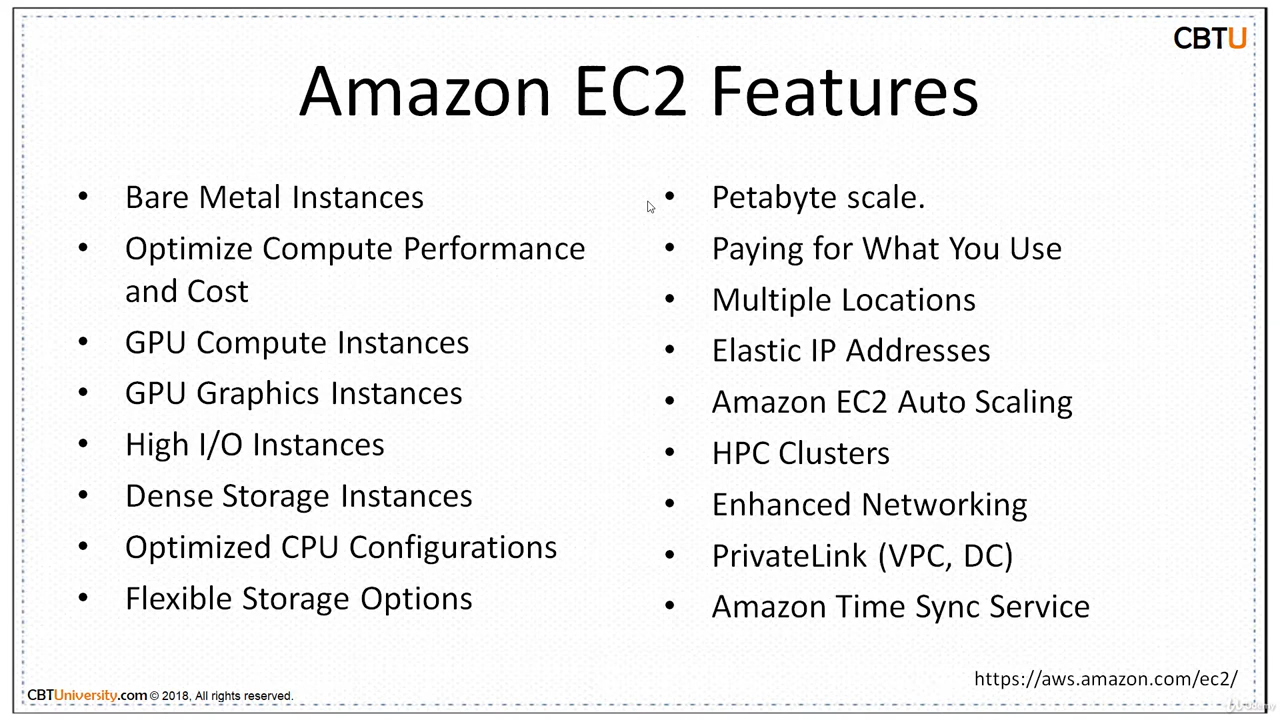 CBTU
Amazon EC2 Features
• Bare Metal Instances
• Optimize Compute Performance
and Cost
• GPU Compute Instances
• GPU Graphics Instances
• High I/O Instances
• Dense Storage Instances
• Optimized CPU Configurations
• Flexible Storage Options
• Petabyte scale.
• Paying for What You Use
• Multiple Locations
• Elastic IP Addresses
• Amazon EC2 Auto Scaling
• HPC Clusters
• Enhanced Networking
• PrivateLink (VPC, DC)
• Amazon Time Sync Service
https://aws.amazon.com/ec2/
CBTUniversity.com © 2018, All rights reserved.